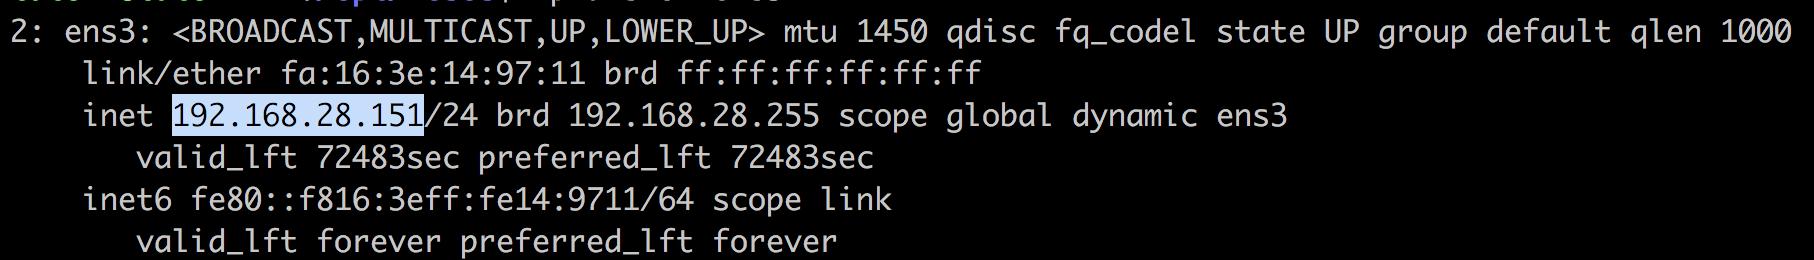 2: ens3: <BROADCAST,MULTICAST,UP,LOWER_UP> mtu 1450 qdisc fq_codel state UP group default qlen 1000
link/ether fa:16:3e:14:97:11 brd ff:ff:ff:ff:ff:ff
inet 192.168.28.151/24 brd 192.168.28.255 scope global dynamic ens3
valid_lft 72483sec preferred_lft 72483sec
inet6 fe80::f816:3eff:fe14:9711/64 scope link
valid_lft forever preferred_lft forever